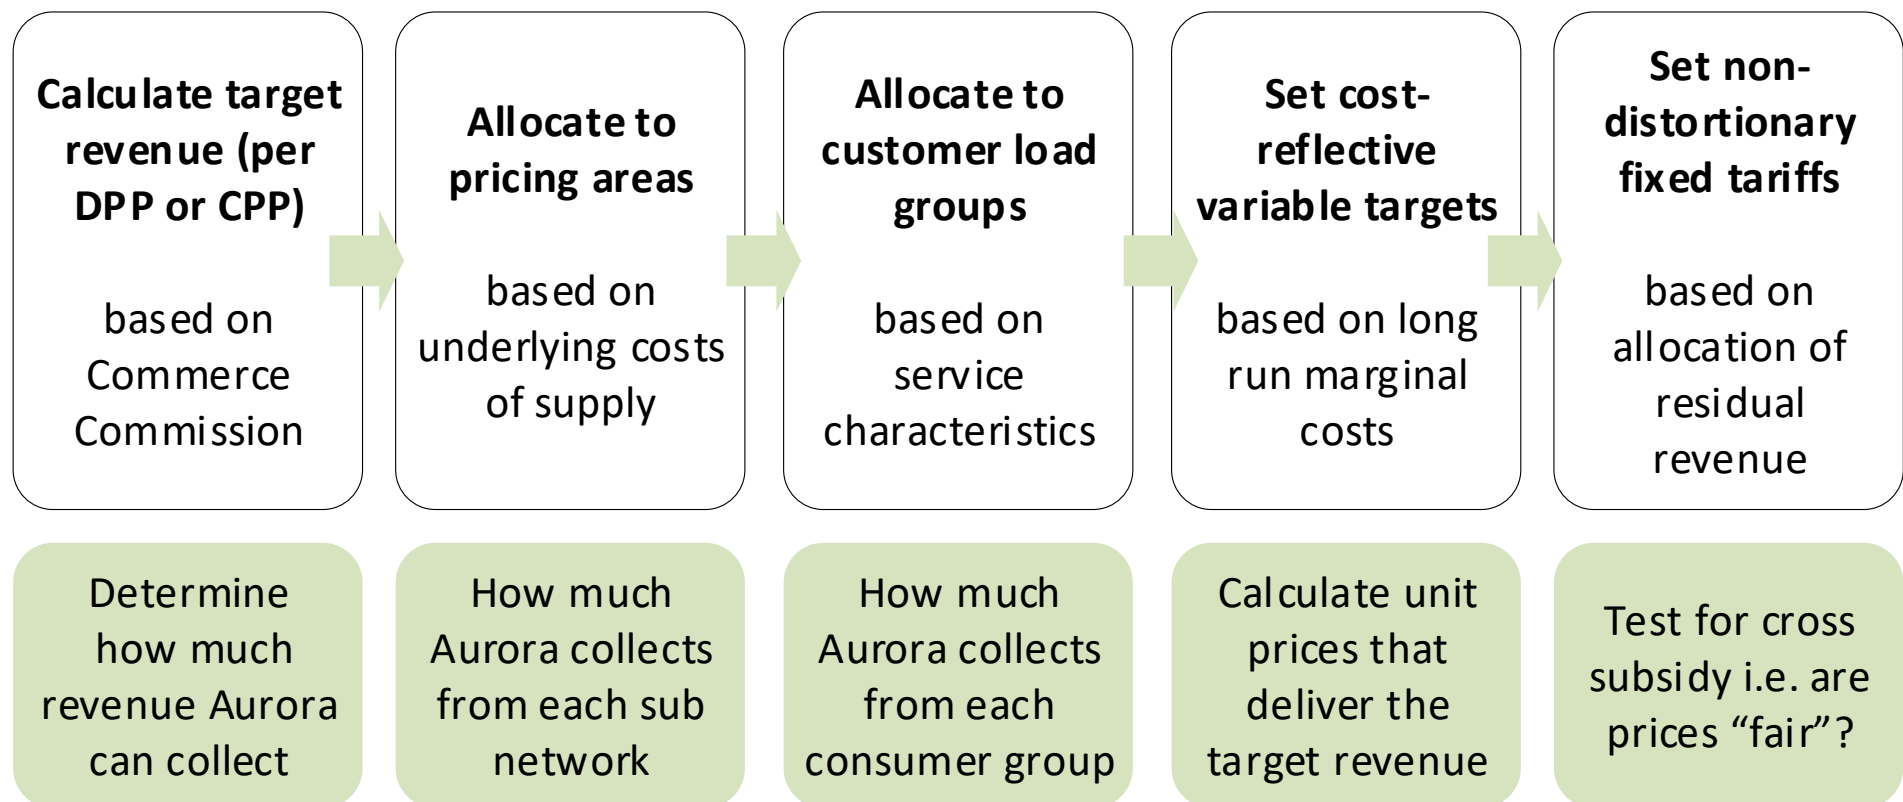 Calculate target
revenue (per
DPP or CPP)
based on
Commerce
Commission
Allocate to
pricing areas
based on
underlying costs
of supply
Allocate to
customer load
groups
based on
service
characteristics
Set cost-
reflective
variable targets
based on long
run marginal
costs
Set non-
distortionary
fixed tariffs
based on
allocation of
residual
revenue
Determine
how much
revenue Aurora
can collect
How much
Aurora collects
from each sub
network
How much
Aurora collects
from each
consumer group
Calculate unit
prices that
deliver the
target revenue
Test for cross
subsidy i.e. are
prices “fair”?